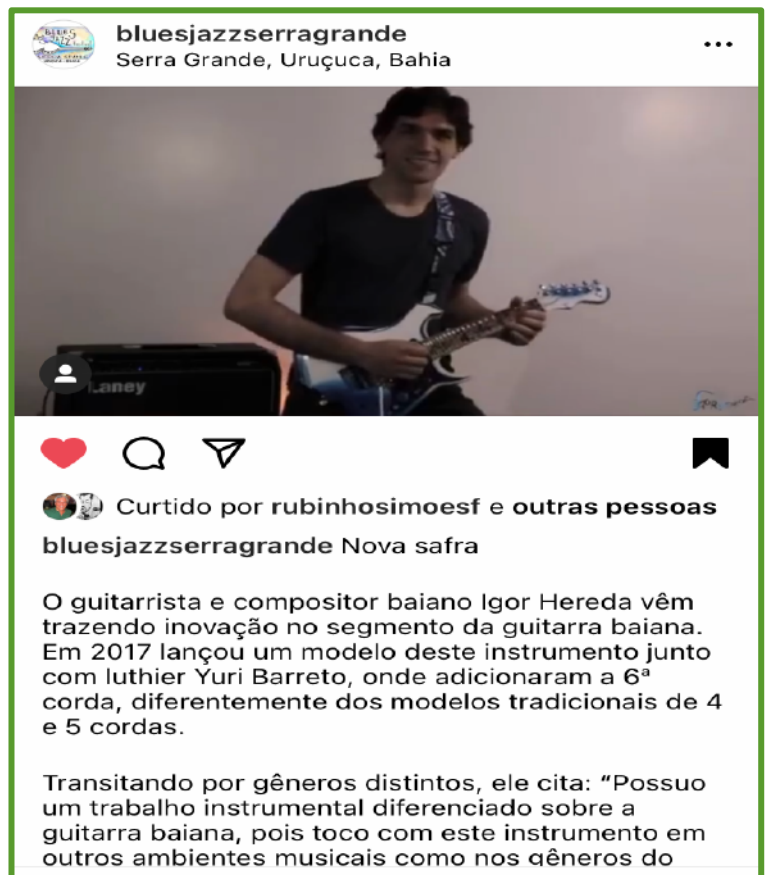 bluesjazzserragrande
Serra Grande, Uruçuca, Bahia
Laney
Curtido por rubinhosimoesf e outras pessoas
bluesjazzserragrande Nova safra
O guitarrista e compositor baiano Igor Hereda vêm
trazendo inovação no segmento da guitarra baiana.
Em 2017 lançou um modelo deste instrumento junto
com luthier Yuri Barreto, onde adicionaram a 6ª
corda, diferentemente dos modelos tradicionais de 4
e 5 cordas.
Transitando por gêneros distintos, ele cita: “Possuo
um trabalho instrumental diferenciado sobre a
guitarra baiana, pois toco com este instrumento em
outros ambientes musicais como nos gêneros do